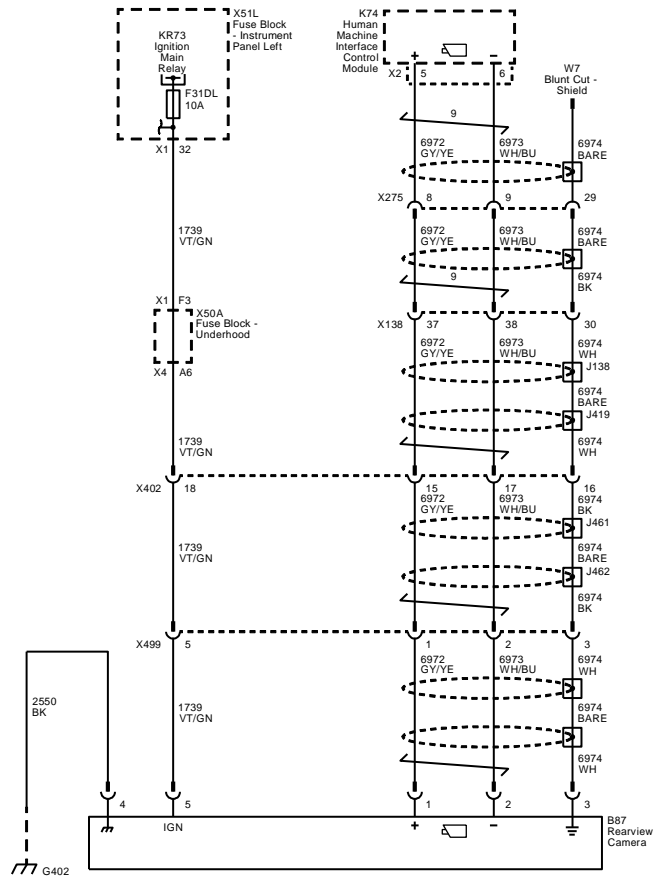 X51L
Fuse Block
- Instrument
Panel Left
KR73
Ignition
Main
Relay
F31DL
10A
X1 32
K74
Human
Machine
Interface
Control
Module
+ −
X2 5 6
W7
Blunt Cut -
Shield
9
6972
GY/YE
6973
WH/BU
6974
BARE
X275 8 9 29
1739
VT/GN
6972
GY/YE
6973
WH/BU
6974
BARE
9
6974
BK
X1 F3
X50A
Fuse Block -
Underhood
X4 A6
X138 37 38 30
6972
GY/YE
6973
WH/BU
6974
WH
J138
6974
BARE
J419
6974
WH
1739
VT/GN
X402 18 15 17 16
6972
GY/YE
6973
WH/BU
6974
BK
J461
6974
BARE
J462
6974
BK
1739
VT/GN
X499 5 1 2 3
6972
GY/YE
6973
WH/BU
6974
WH
6974
BARE
6974
WH
2550
BK
1739
VT/GN
4 5 1 2 3
IGN + −
B87
Rearview
Camera
G402